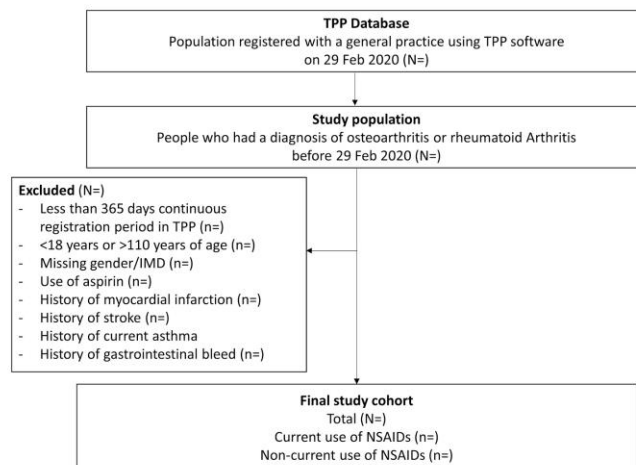 TPP Database
Population registered with a general practice using TPP software
on 29 Feb 2020 (N=)
Study population
People who had a diagnosis of osteoarthritis or rheumatoid Arthritis
before 29 Feb 2020 (N=)
Excluded (N=)
- Less than 365 days continuous
registration period in TPP (n=)
- <18 years or >110 years of age (n=)
- Missing gender/IMD (n=)
- Use of aspirin (n=)
- History of myocardial infarction (n=)
- History of stroke (n=)
- History of current asthma
- History of gastrointestinal bleed (n=)
Final study cohort
Total (N=)
Current use of NSAIDs (n=)
Non-current use of NSAIDs (n=)